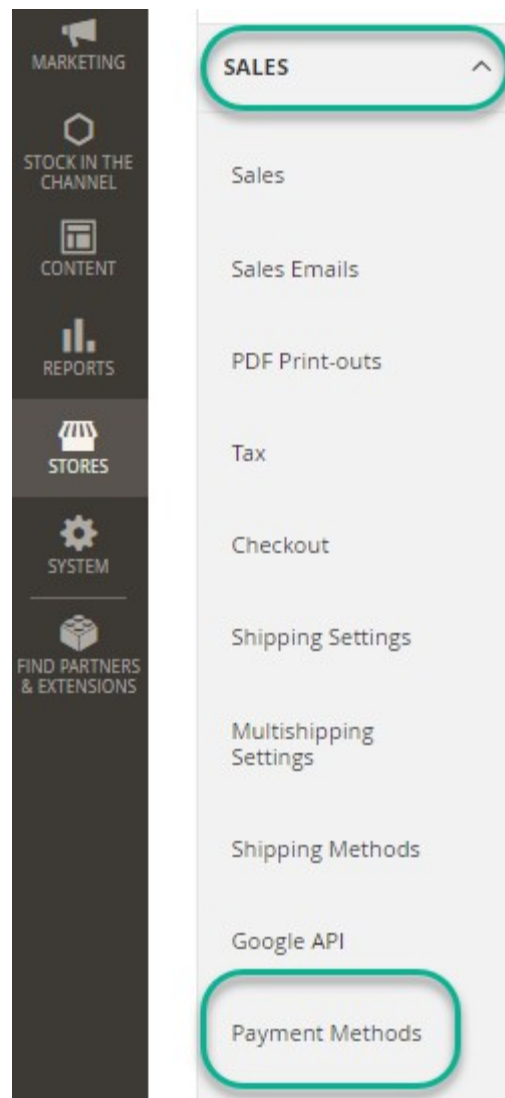 MARKETING
STOCK IN THE
CHANNEL
CONTENT
REPORTS
STORES
SYSTEM
FIND PARTNERS
& EXTENSIONS
SALES
Sales
Sales Emails
PDF Print-outs
Tax
Checkout
Shipping Settings
Multishipping
Settings
Shipping Methods
Google API
Payment Methods